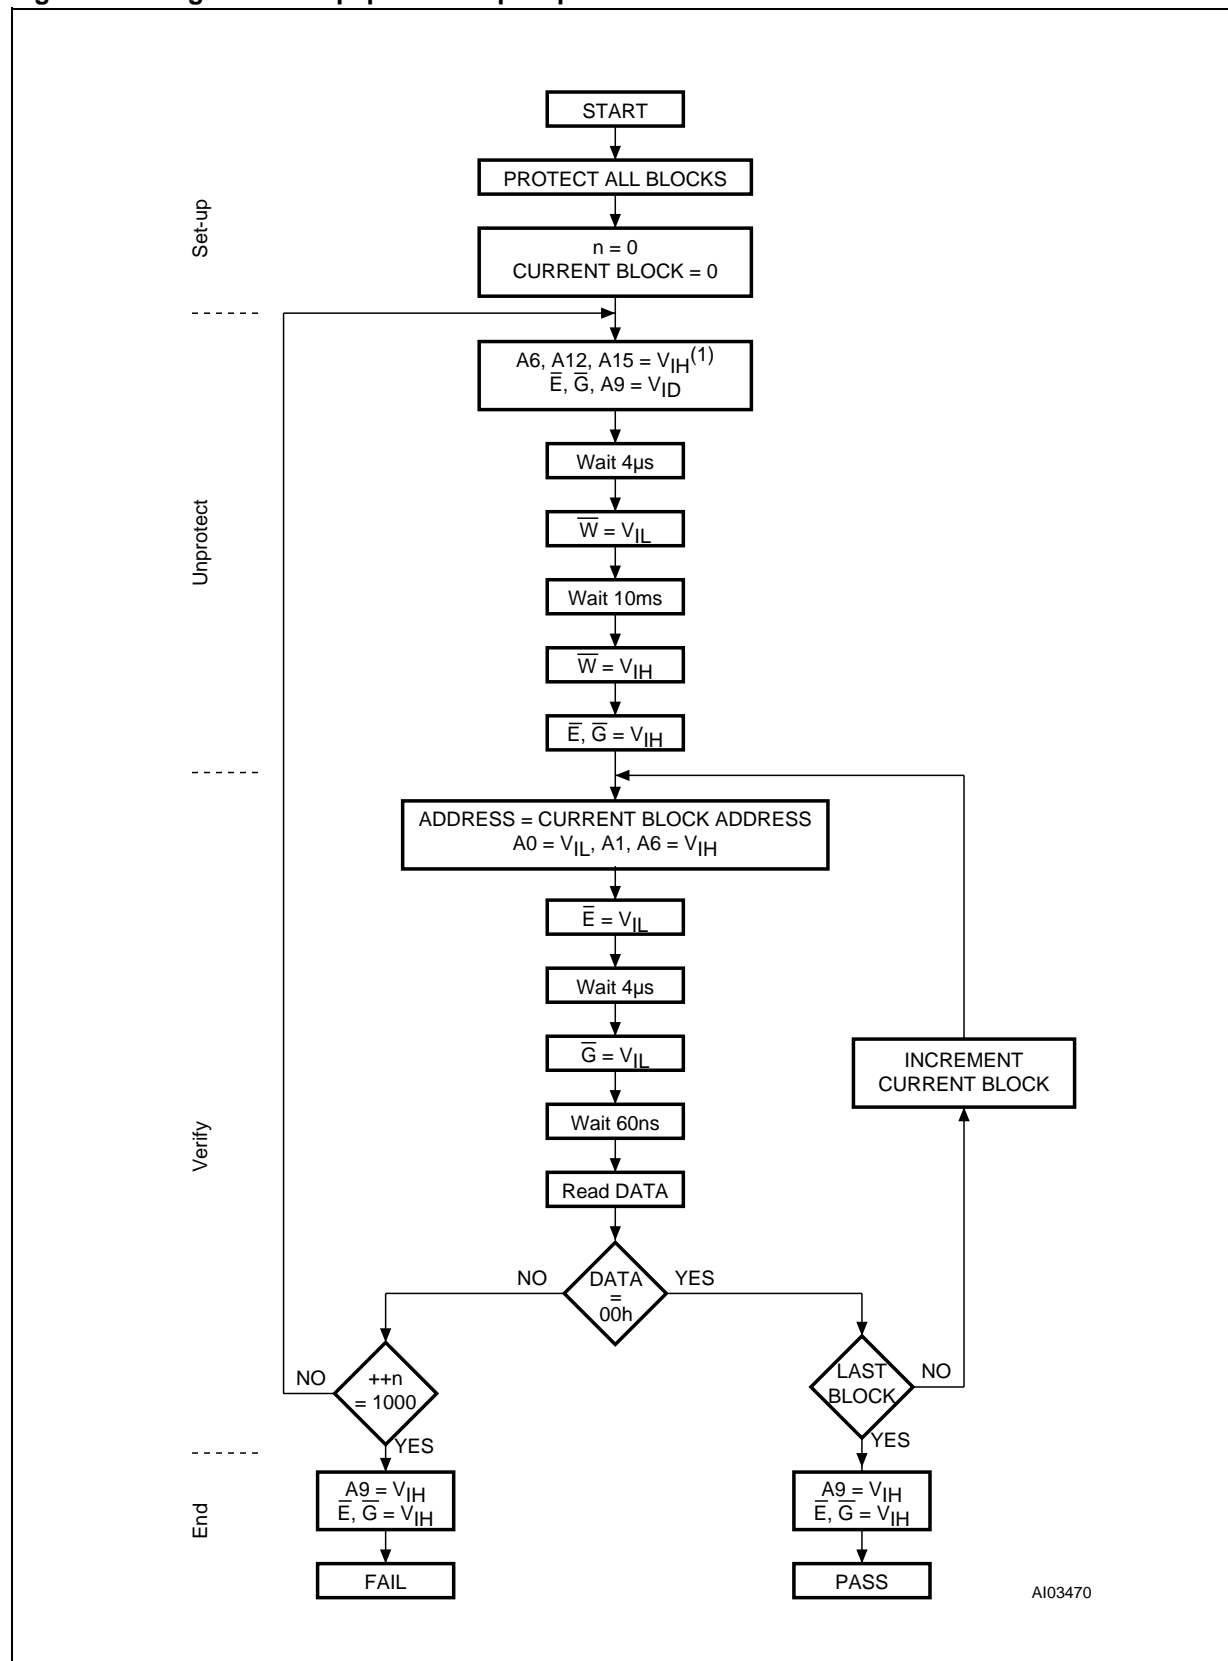 START
PROTECT ALL BLOCKS
Set-up
n = 0
CURRENT BLOCK = 0
A6, A12, A15 = VIH(1)
E̅, G̅, A9 = VID
Wait 4µs
W̅ = VIL
Unprotect
Wait 10ms
W̅ = VIH
E̅, G̅ = VIH
ADDRESS = CURRENT BLOCK ADDRESS
A0 = VIL, A1, A6 = VIH
E̅ = VIL
Wait 4µs
G̅ = VIL
INCREMENT
CURRENT BLOCK
Wait 60ns
Verify
Read DATA
NO
DATA
=
00h
YES
NO
++n
= 1000
YES
LAST
BLOCK
NO
YES
End
A9 = VIH
E̅, G̅ = VIH
A9 = VIH
E̅, G̅ = VIH
FAIL
PASS
AI03470